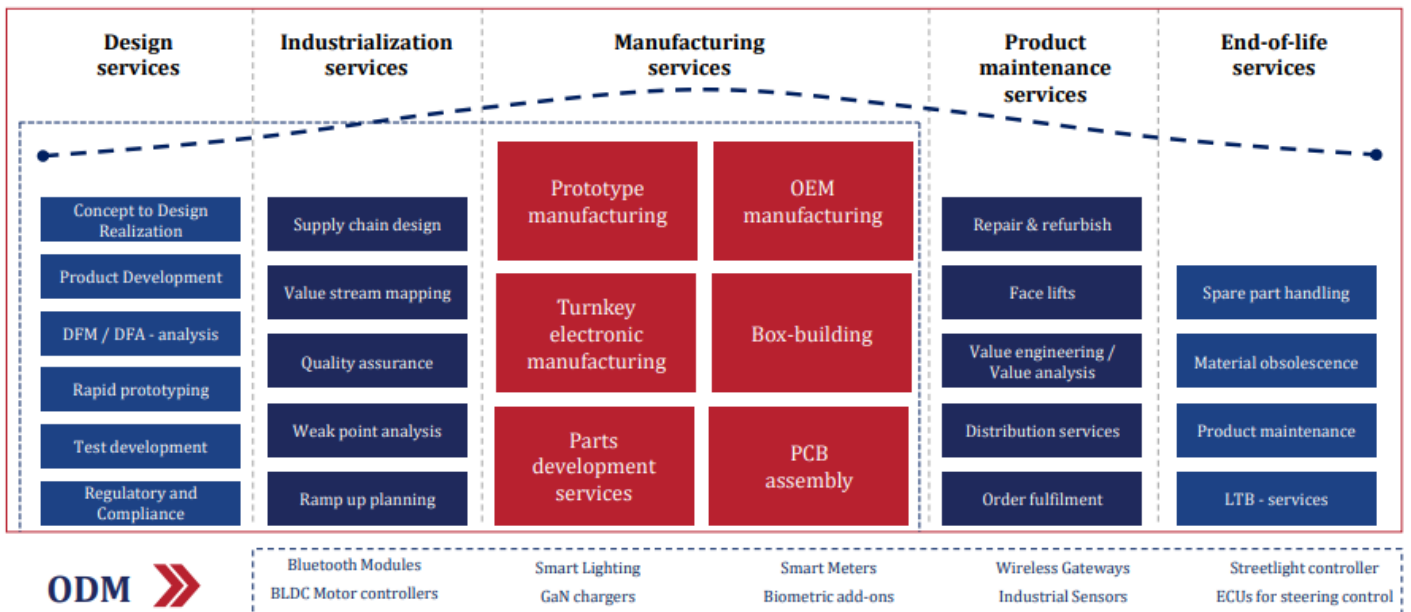 Design
services
Industrialization
services
Manufacturing
services
Product
maintenance
services
End-of-life
services
Concept to Design
Realization
Product Development
DFM / DFA - analysis
Rapid prototyping
Test development
Regulatory and
Compliance
Supply chain design
Value stream mapping
Quality assurance
Weak point analysis
Ramp up planning
Prototype
manufacturing
OEM
manufacturing
Turnkey
electronic
manufacturing
Box-building
Parts
development
services
PCB
assembly
Repair & refurbish
Face lifts
Value engineering /
Value analysis
Distribution services
Order fulfilment
Spare part handling
Material obsolescence
Product maintenance
LTB - services
ODM
Bluetooth Modules
BLDC Motor controllers
Smart Lighting
GaN chargers
Smart Meters
Biometric add-ons
Wireless Gateways
Industrial Sensors
Streetlight controller
ECUs for steering control